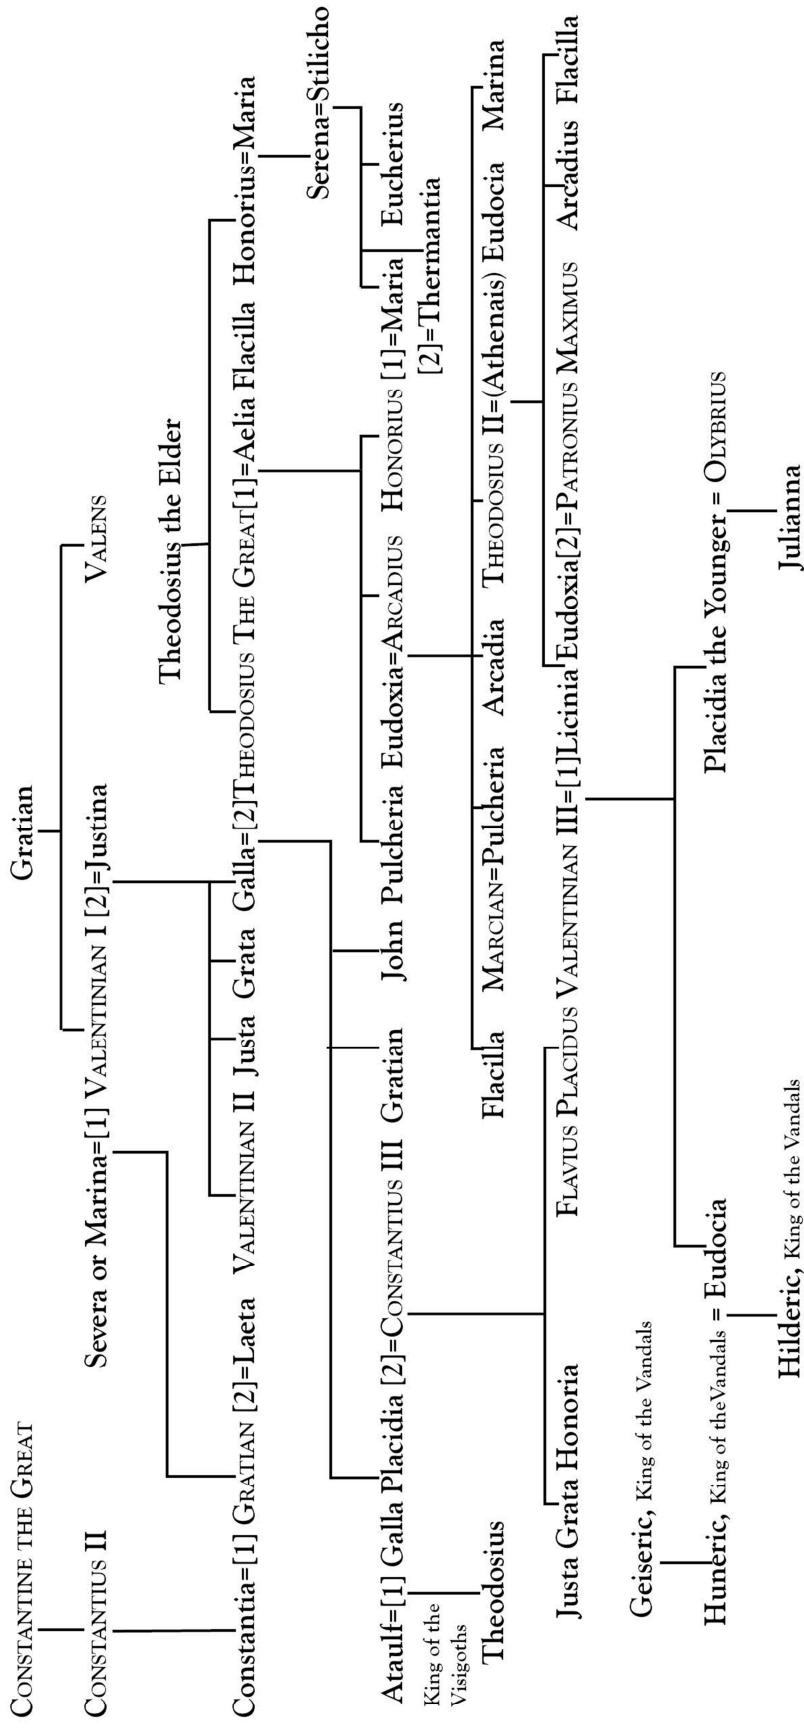 CONSTANTINE THE GREAT Gratian
CONSTANTIUS II Severa or Marina=[1] VALENTINIAN I [2]=Justina VALENS
Theodosius the Elder
Constantia=[1] GRATIAN [2]=Laeta VALENTINIAN II Justa Grata Galla=[2]THEODOSIUS THE GREAT[1]=Aelia Flacilla Honorius=Maria
Serena=Stilicho
Ataulf=[1] Galla Placidia [2]=CONSTANTIUS III Gratian John Pulcheria Eudoxia=ARCADIUS HONORIUS [1]=Maria Eucherius
King of the [2]=Thermantia
Visigoths
Theodosius Flacilla MARCIAN=Pulcheria Arcadia THEODOSIUS II=(Athenais) Eudocia Marina
Justa Grata Honoria FLAVIUS PLACIDUS VALENTINIAN III=[1]Licinia Eudoxia[2]=PATRONIUS MAXIMUS Arcadius Flacilla
Geiseric, King of the Vandals
Huneric, King of theVandals = Eudocia Placidia the Younger = OLYBRIUS
Hilderic, King of the Vandals Julianna